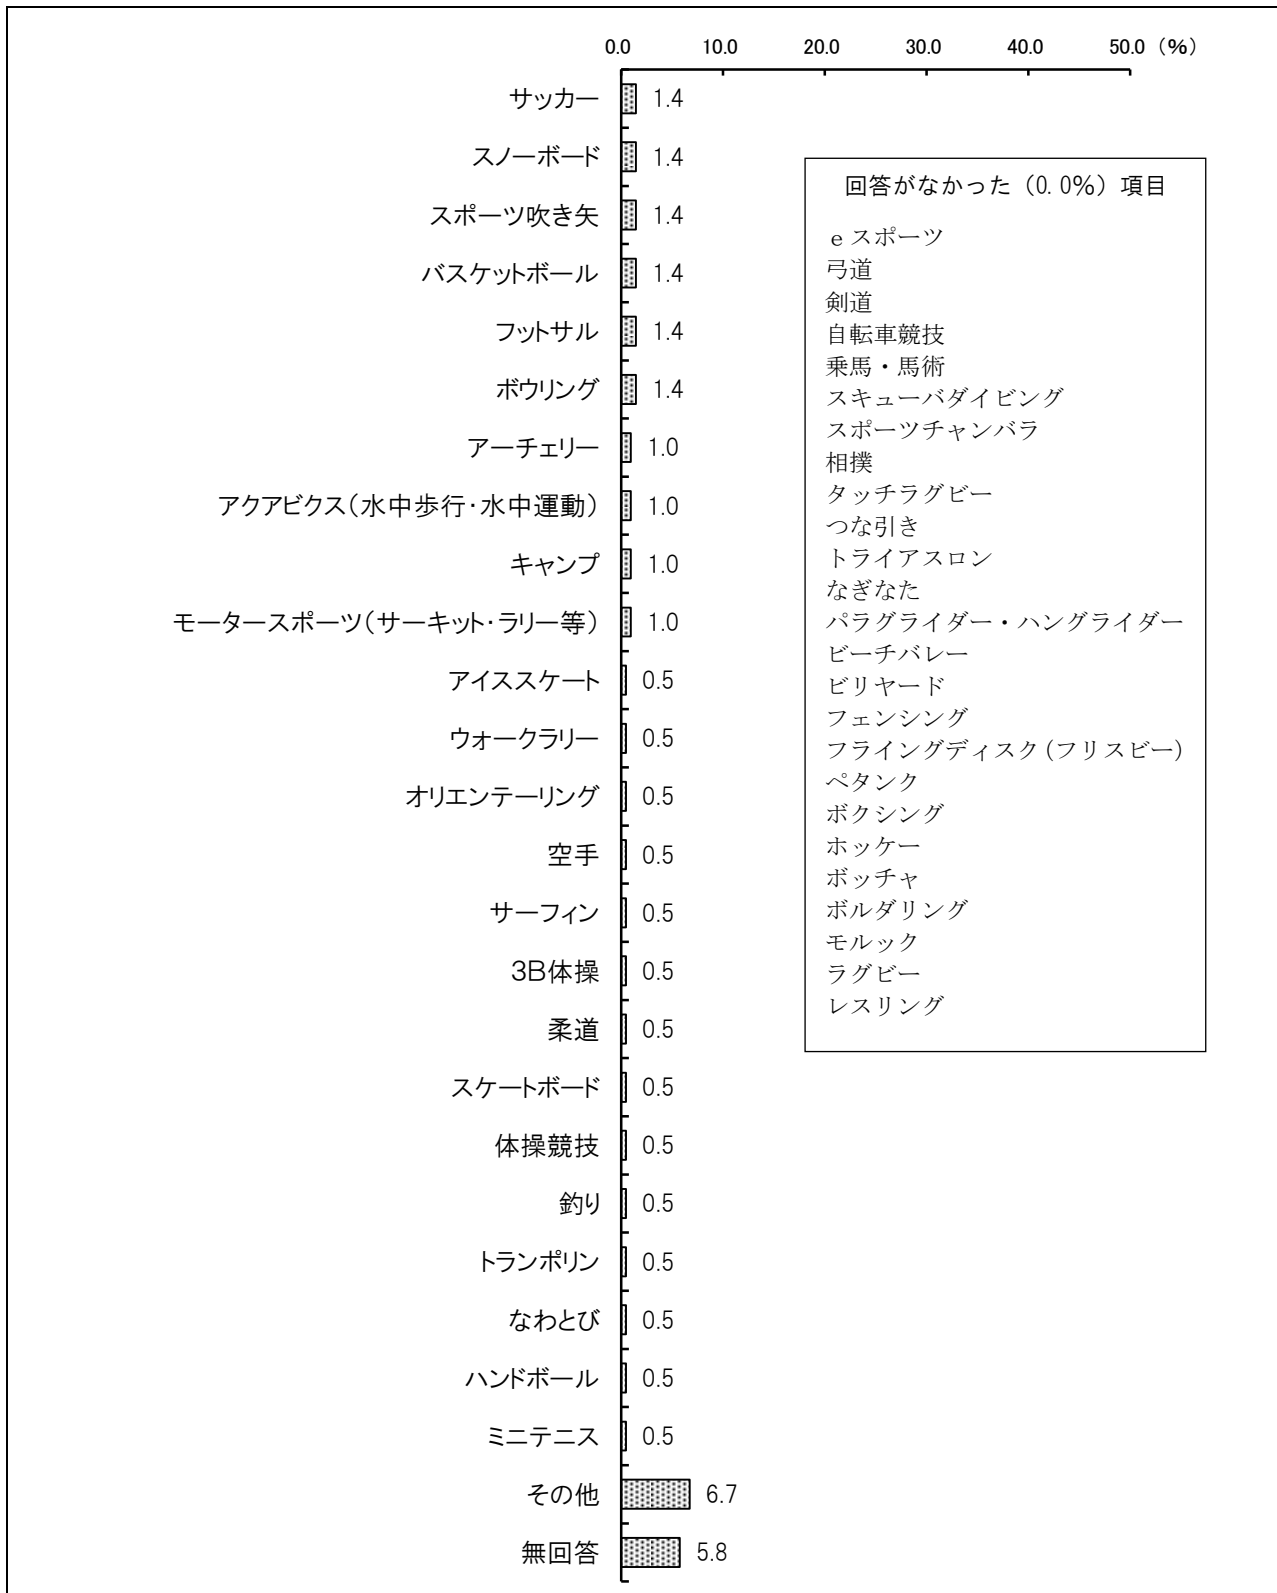 0.0 10.0 20.0 30.0 40.0 50.0 (%)
サッカー 1.4
スノーボード 1.4
スポーツ吹き矢 1.4
バスケットボール 1.4
フットサル 1.4
ボウリング 1.4
アーチェリー 1.0
アクアビクス(水中歩行・水中運動) 1.0
キャンプ 1.0
モータースポーツ(サーキット・ラリー等) 1.0
アイススケート 0.5
ウォークラリー 0.5
オリエンテーリング 0.5
空手 0.5
サーフィン 0.5
3B体操 0.5
柔道 0.5
スケートボード 0.5
体操競技 0.5
釣り 0.5
トランポリン 0.5
なわとび 0.5
ハンドボール 0.5
ミニテニス 0.5
その他 6.7
無回答 5.8
回答がなかった（0.0％）項目
ｅスポーツ
弓道
剣道
自転車競技
乗馬・馬術
スキューバダイビング
スポーツチャンバラ
相撲
タッチラグビー
つな引き
トライアスロン
なぎなた
パラグライダー・ハングライダー
ビーチバレー
ビリヤード
フェンシング
フライングディスク(フリスビー)
ペタンク
ボクシング
ホッケー
ボッチャ
ボルダリング
モルック
ラグビー
レスリング